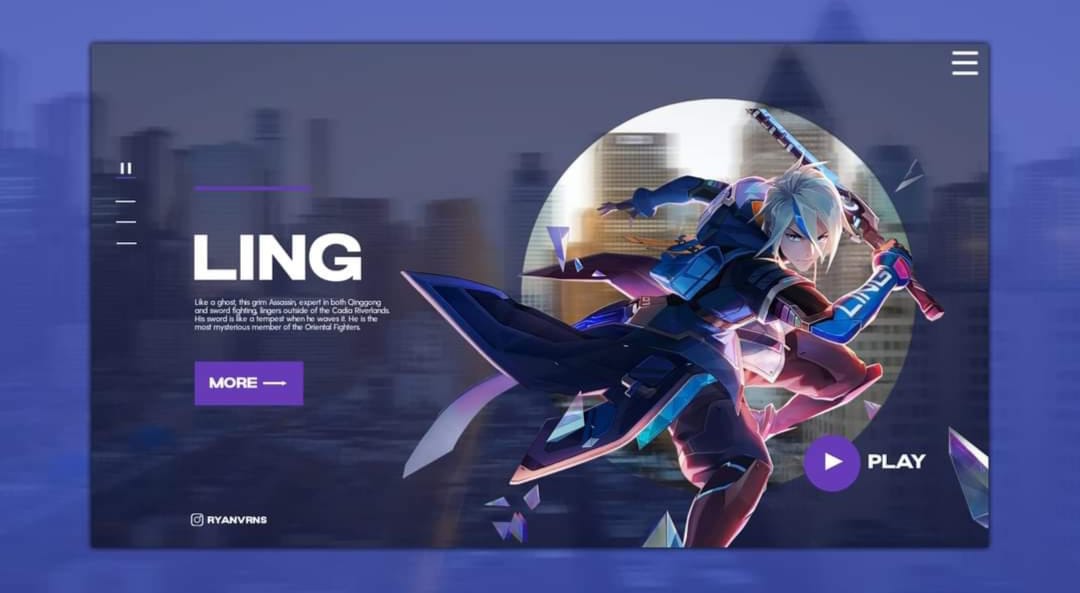 LING
Like a ghost, this grim Assassin, expert in both Qinggong
and sword fighting, lingers outside of the Cadia Riverlands.
His sword is like a tempest when he waves it. He is the
most mysterious member of the Oriental Fighters.
MORE
LING
PLAY
RYANVRNS